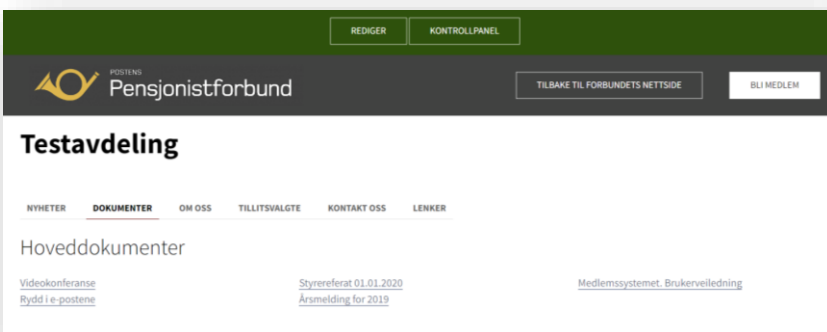 REDIGER KONTROLLPANEL
POSTENS
Pensjonistforbund
TILBAKE TIL FORBUNDETS NETTSIDE BLI MEDLEM
Testavdeling
NYHETER DOKUMENTER OM OSS TILLITSVALGTE KONTAKT OSS LENKER
Hoveddokumenter
Videokonferanse Styrereferat 01.01.2020 Medlemssystemet. Brukerveiledning
Rydd i e-postene Årsmelding for 2019